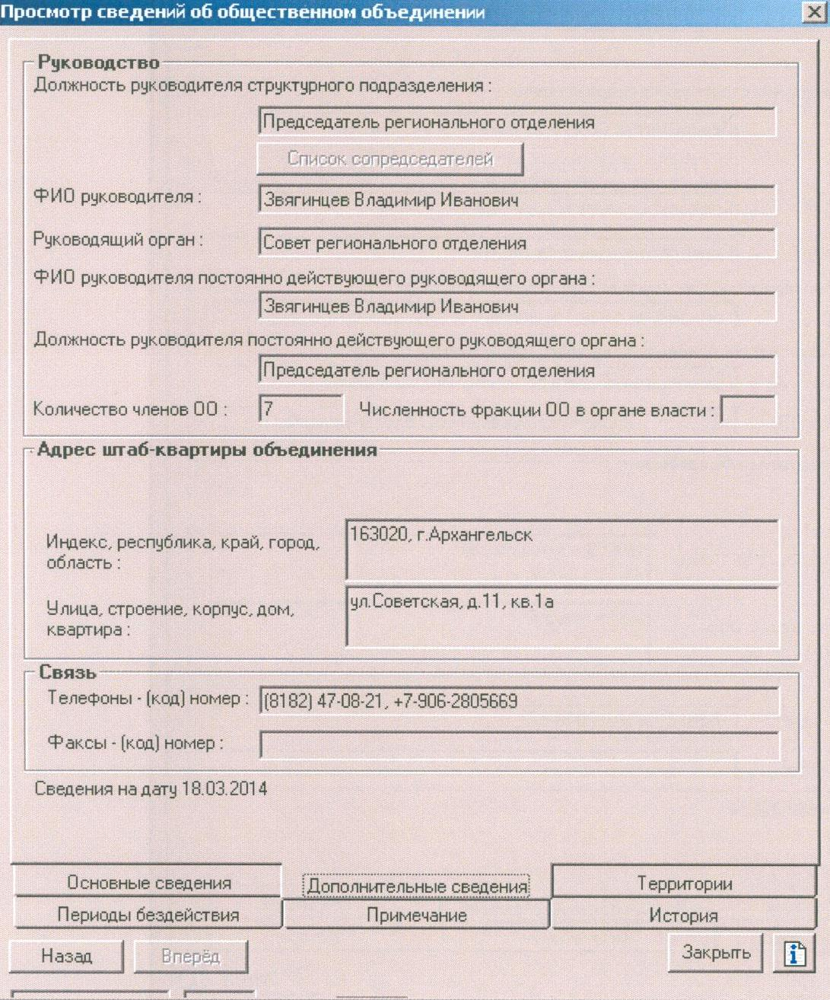 Просмотр сведений об общественном объединении
Руководство
Должность руководителя структурного подразделения :
Председатель регионального отделения
Список сопредседателей
ФИО руководителя : Звягинцев Владимир Иванович
Руководящий орган : Совет регионального отделения
ФИО руководителя постоянно действующего руководящего органа :
Звягинцев Владимир Иванович
Должность руководителя постоянно действующего руководящего органа :
Председатель регионального отделения
Количество членов ОО : 7 Численность фракции ОО в органе власти :
Адрес штаб-квартиры объединения
Индекс, республика, край, город, область : 163020, г.Архангельск
Улица, строение, корпус, дом, квартира : ул.Советская, д.11, кв.1а
Связь
Телефоны - (код) номер : (8182) 47-08-21, +7-906-2805669
Факсы - (код) номер :
Сведения на дату 18.03.2014
Основные сведения Дополнительные сведения Территории
Периоды бездействия Примечание История
Назад Вперёд Закрыть